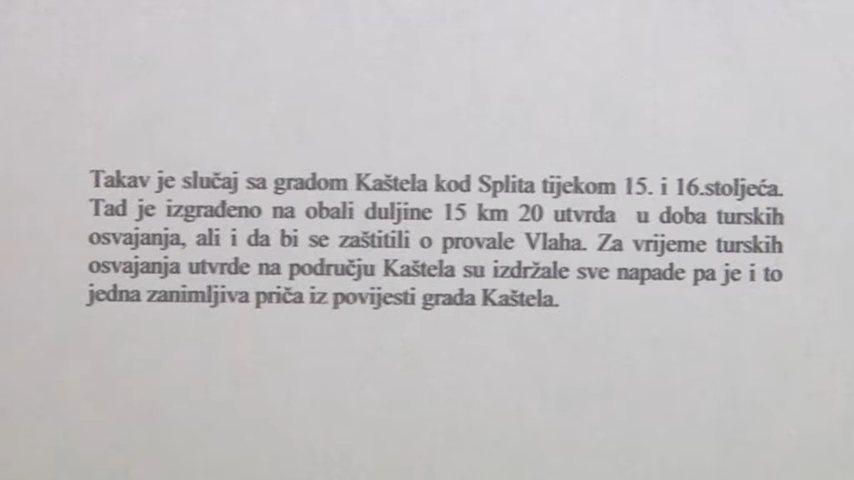 Takav je slučaj sa gradom Kaštela kod Splita tijekom 15. i 16.stoljeća.
Tad je izgrađeno na obali duljine 15 km 20 utvrda u doba turskih
osvajanja, ali i da bi se zaštitili o provale Vlaha. Za vrijeme turskih
osvajanja utvrde na području Kaštela su izdržale sve napade pa je i to
jedna zanimljiva priča iz povijesti grada Kaštela.